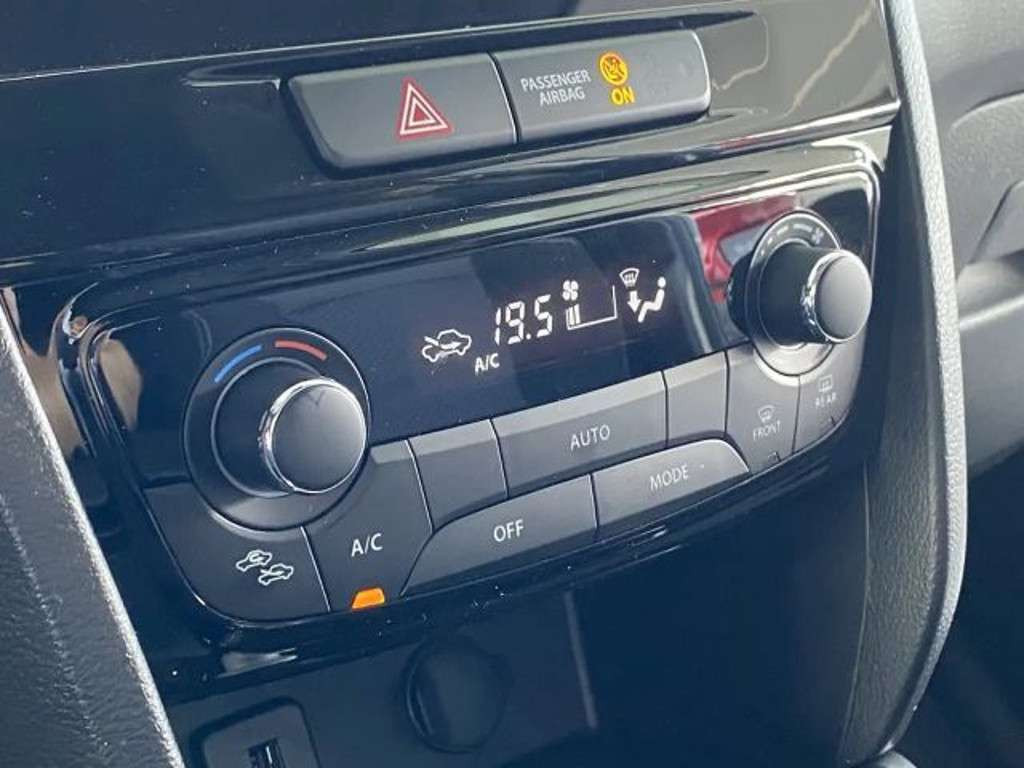 PASSENGER
AIRBAG
ON
19.5
A/C
AUTO
MODE
FRONT
REAR
A/C
OFF